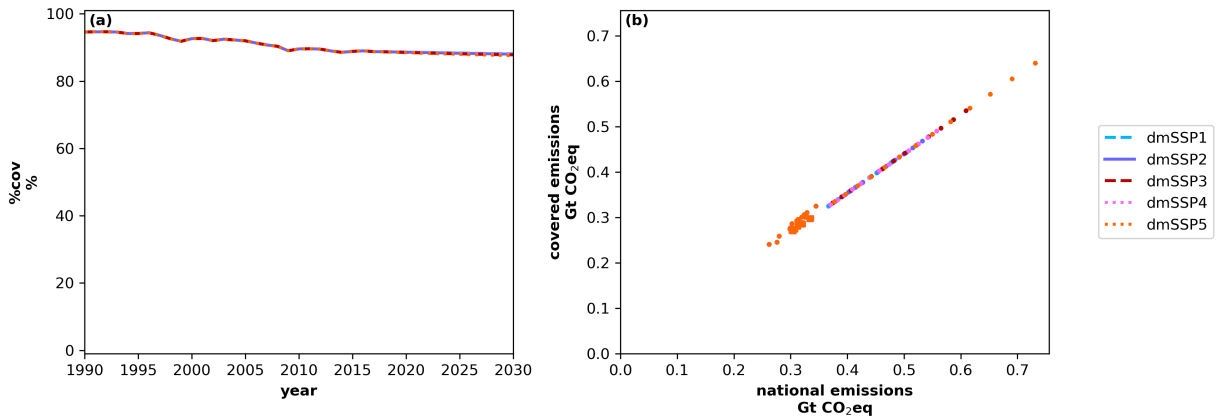 (a)
100
80
60
40
20
0
%cov
%
1990 1995 2000 2005 2010 2015 2020 2025 2030
year
(b)
0.7
0.6
0.5
0.4
0.3
0.2
0.1
0.0
covered emissions
Gt CO₂eq
0.0 0.1 0.2 0.3 0.4 0.5 0.6 0.7
national emissions
Gt CO₂eq
dmSSP1
dmSSP2
dmSSP3
dmSSP4
dmSSP5